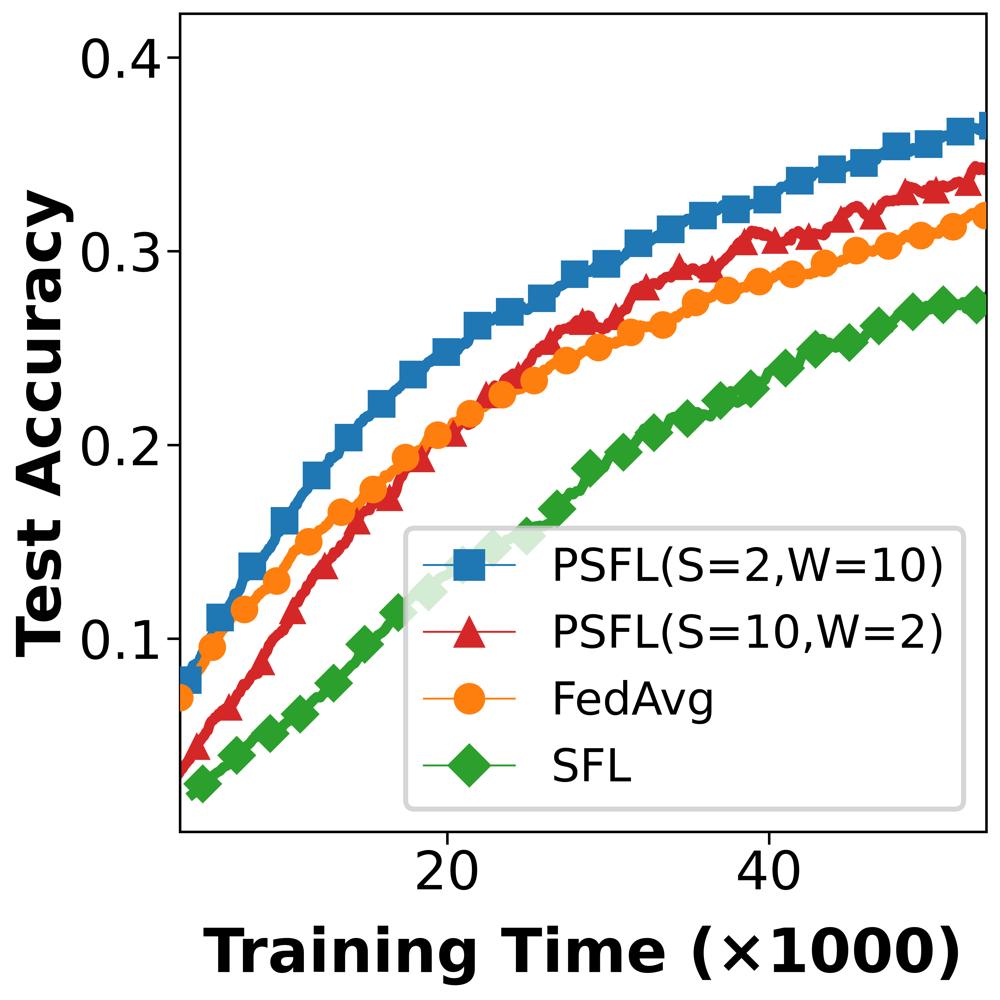 Test Accuracy
0.4
0.3
0.2
0.1
PSFL(S=2,W=10)
PSFL(S=10,W=2)
FedAvg
SFL
20 40
Training Time (×1000)